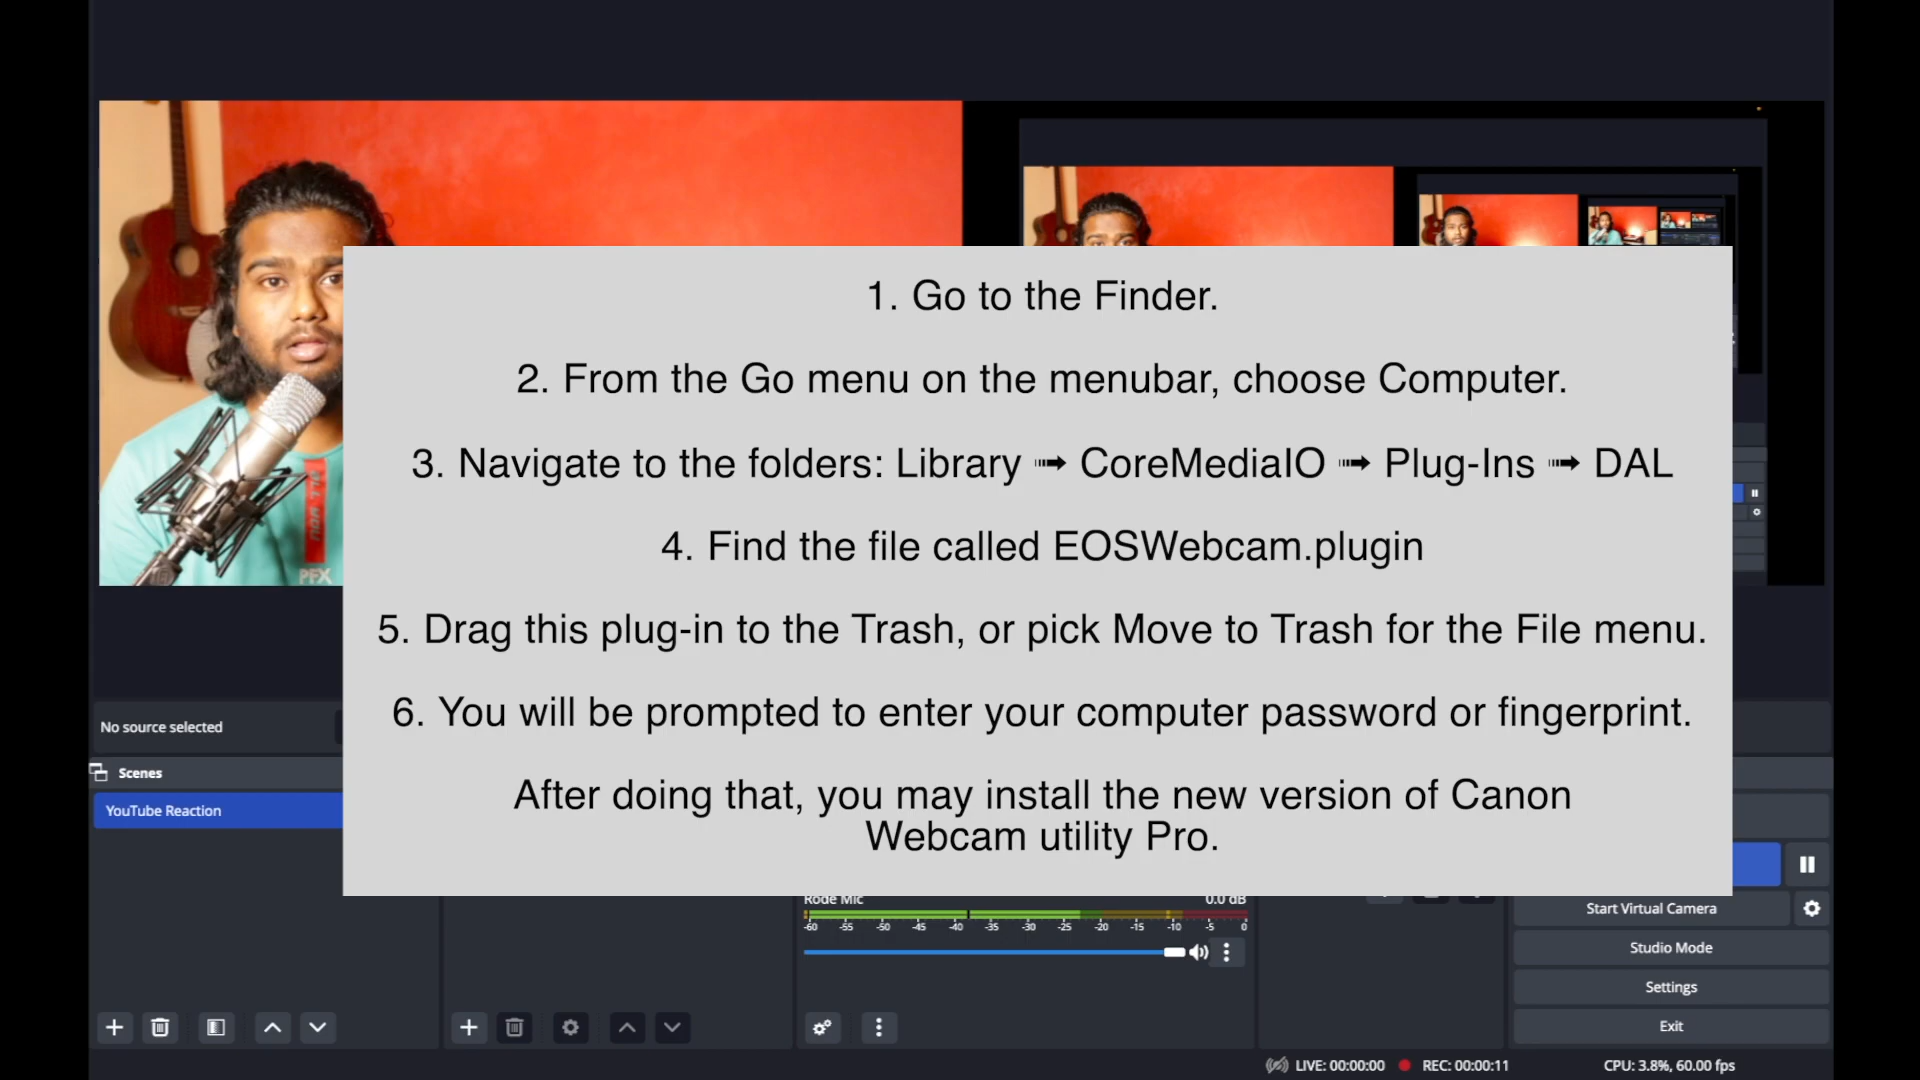 1. Go to the Finder.
2. From the Go menu on the menubar, choose Computer.
3. Navigate to the folders: Library ➟ CoreMediaIO ➟ Plug-Ins ➟ DAL
4. Find the file called EOSWebcam.plugin
5. Drag this plug-in to the Trash, or pick Move to Trash for the File menu.
6. You will be prompted to enter your computer password or fingerprint.
After doing that, you may install the new version of Canon
Webcam utility Pro.
PFX
No source selected
Scenes
YouTube Reaction
Rode Mic 0.0 dB
-60 -55 -50 -45 -40 -35 -30 -25 -20 -15 -10 -5 0
Start Virtual Camera
Studio Mode
Settings
Exit
LIVE: 00:00:00 REC: 00:00:11 CPU: 3.8%, 60.00 fps